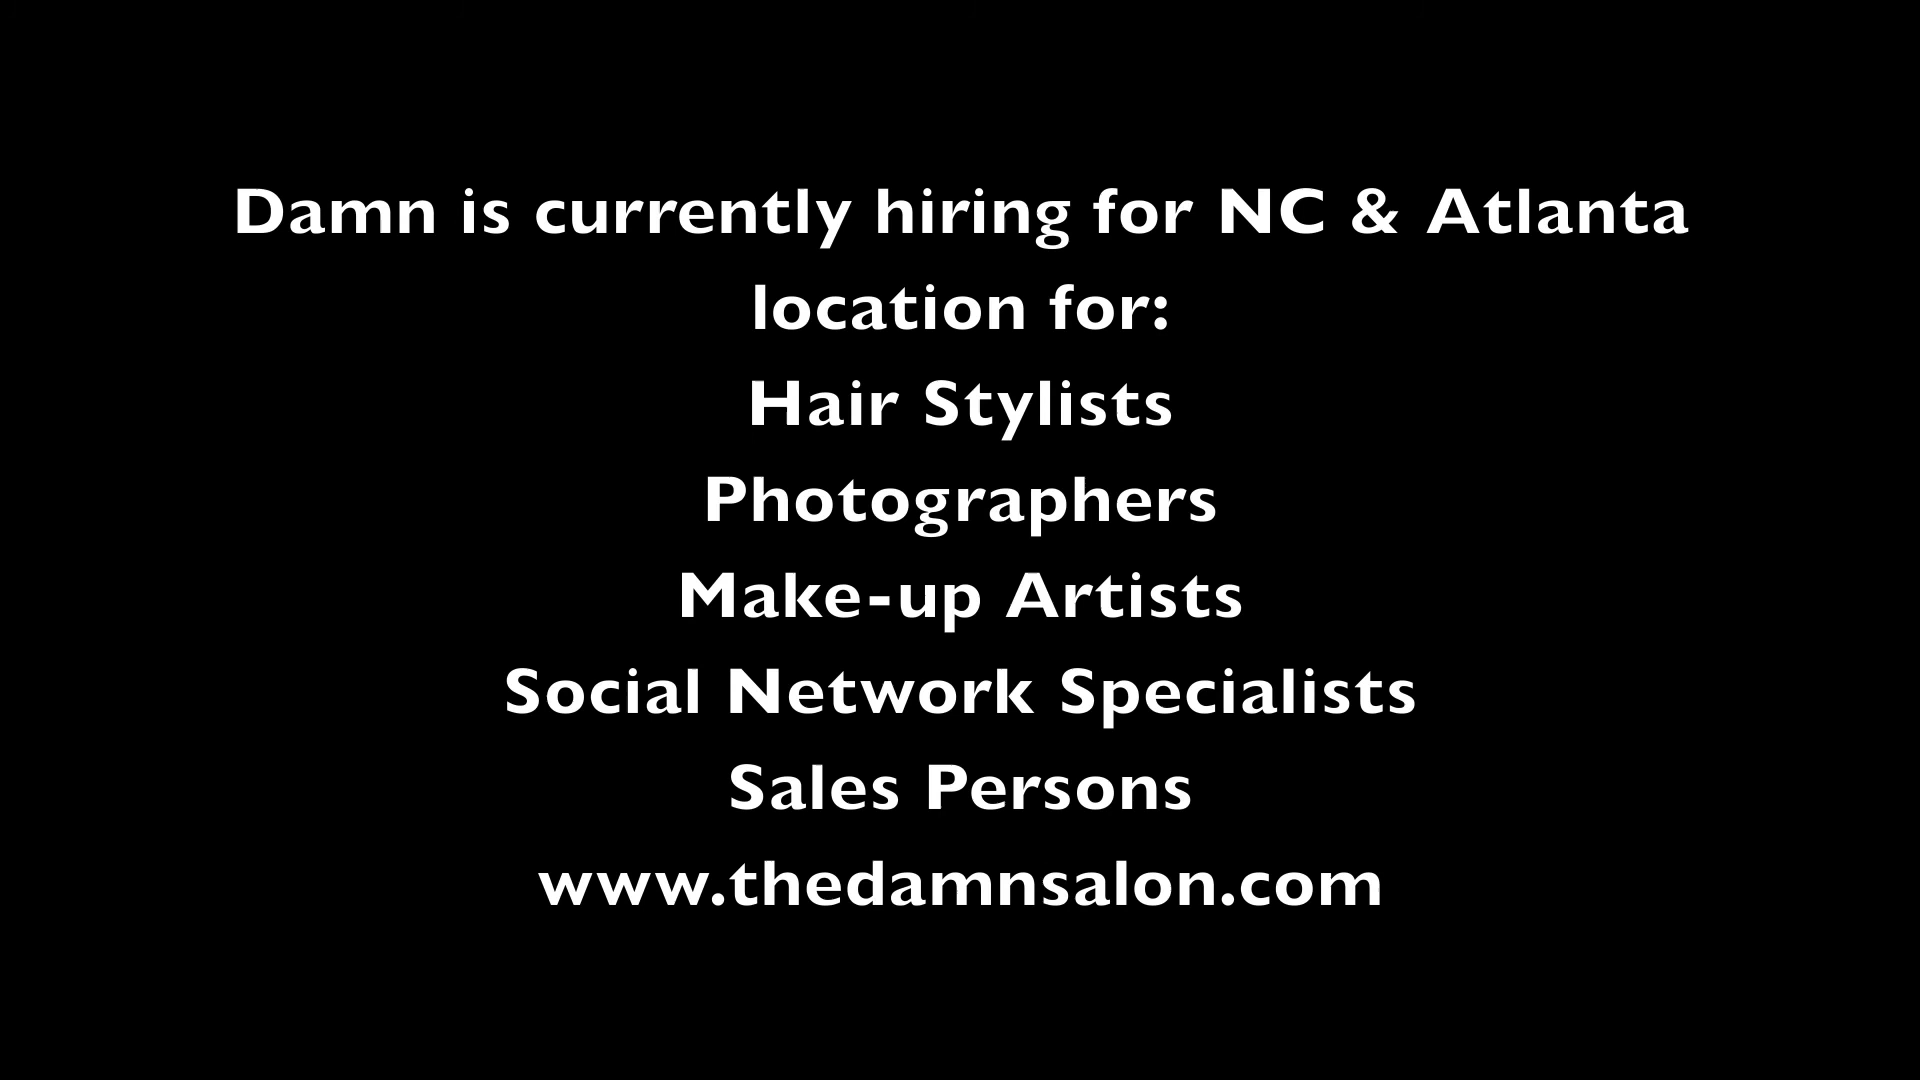 Damn is currently hiring for NC & Atlanta
location for:
Hair Stylists
Photographers
Make-up Artists
Social Network Specialists
Sales Persons
www.thedamnsalon.com